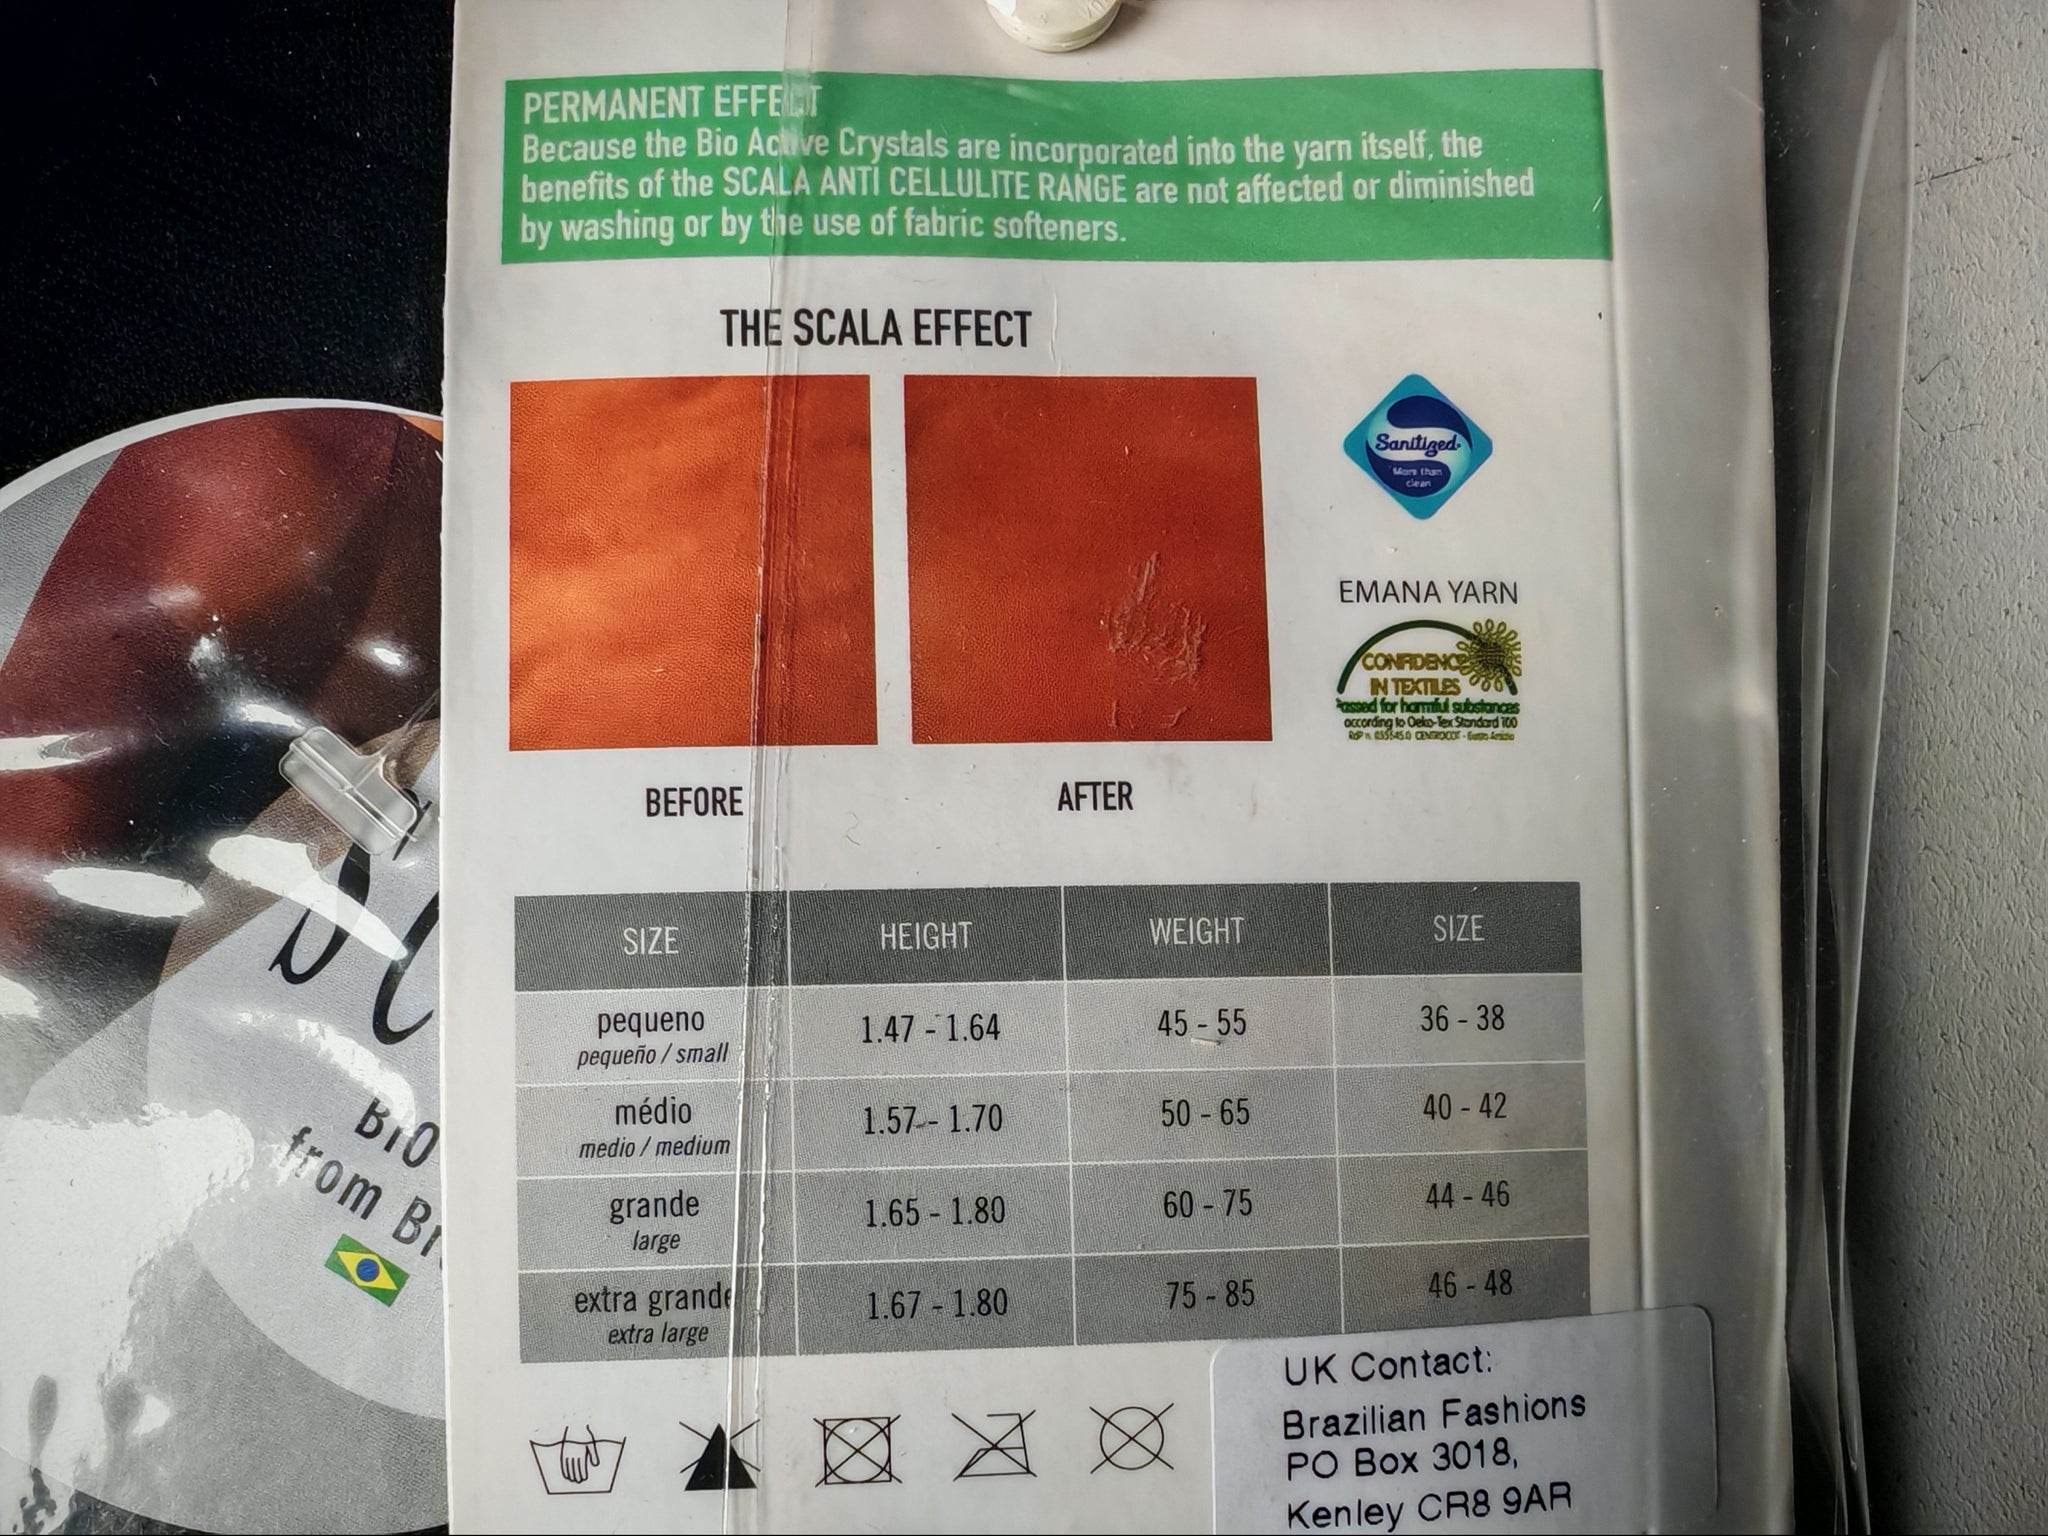 PERMANENT EFFECT
Because the Bio Active Crystals are incorporated into the yarn itself, the
benefits of the SCALA ANTI CELLULITE RANGE are not affected or diminished
by washing or by the use of fabric softeners.
THE SCALA EFFECT
Sanitized
More than
clean
EMANA YARN
CONFIDENCE
IN TEXTILES
assed for harmful substances
according to Oeko-Tex Standard 100
BEFORE
AFTER
SIZE HEIGHT WEIGHT SIZE
pequeno 1.47 - 1.64 45 - 55 36 - 38
pequeño / small
médio 1.57 - 1.70 50 - 65 40 - 42
medio / medium
grande 1.65 - 1.80 60 - 75 44 - 46
large
extra grande 1.67 - 1.80 75 - 85 46 - 48
extra large
UK Contact:
Brazilian Fashions
PO Box 3018,
Kenley CR8 9AR
BIO
from Br